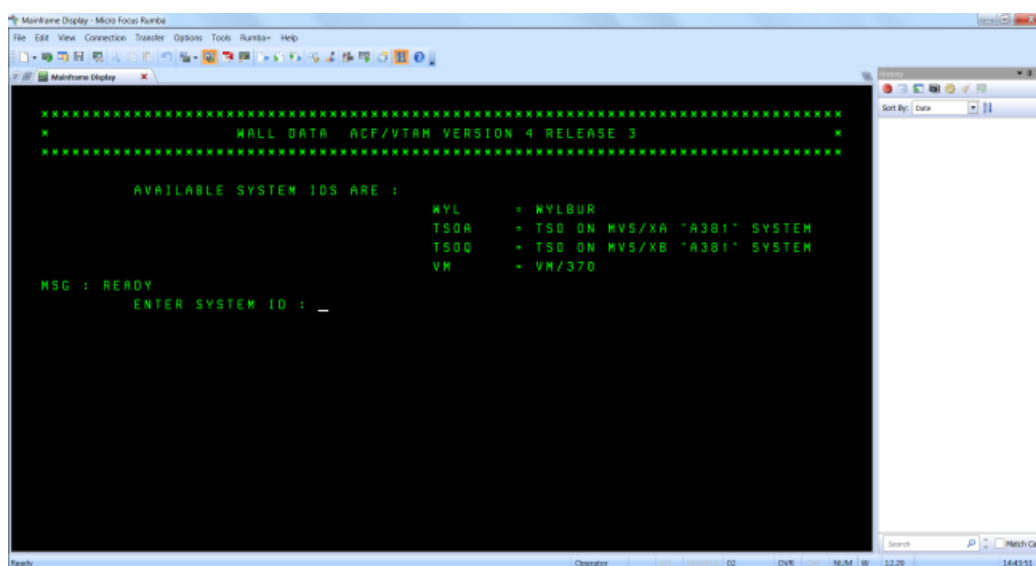 Mainframe Display - Micro Focus Rumba
File Edit View Connection Transfer Options Tools Rumba+ Help
Mainframe Display
History
Sort By: Date
************************************************************************
* WALL DATA ACF/VTAM VERSION 4 RELEASE 3 *
************************************************************************
AVAILABLE SYSTEM IDS ARE :
WYL = WYLBUR
TSOA = TSO ON MVS/XA "A381" SYSTEM
TSOQ = TSO ON MVS/XB "A381" SYSTEM
VM = VM/370
MSG : READY
ENTER SYSTEM ID : _
Search Match Ca
Ready Operator 02 OVR CAP NUM W 12,29 14:43:51